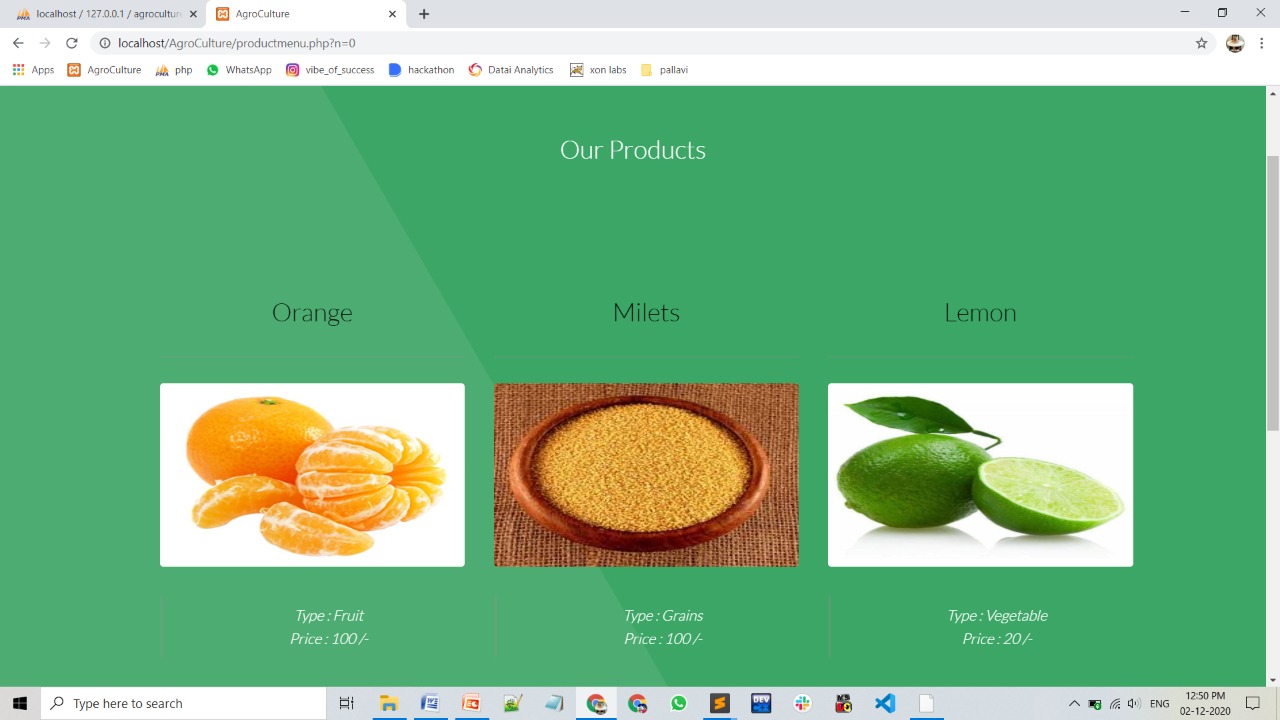 localhost / 127.0.0.1 / agricultur
AgroCulture
localhost/AgroCulture/productmenu.php?n=0
Apps
AgroCulture
php
WhatsApp
vibe_of_success
hackathon
Datai Analytics
xon labs
pallavi
Our Products
Orange
Milets
Lemon
Type : Fruit
Price : 100 /-
Type : Grains
Price : 100 /-
Type : Vegetable
Price : 20 /-
Type here to search
ENG
12:50 PM
02-12-2020